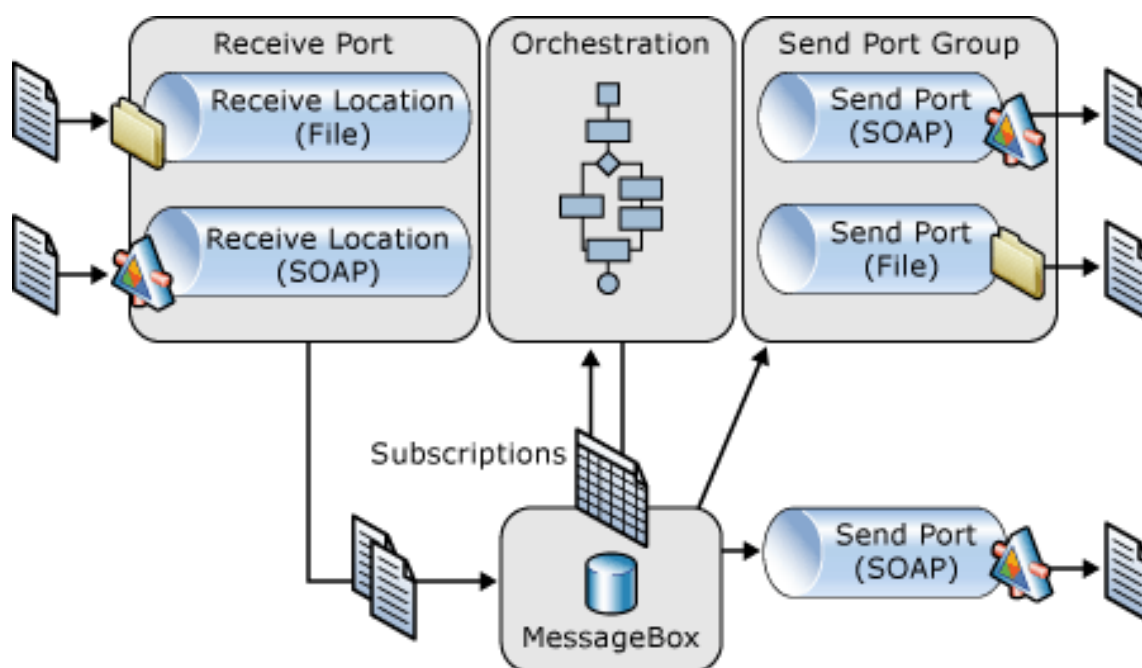 Receive Port
Receive Location
(File)
Receive Location
(SOAP)
Orchestration
Send Port Group
Send Port
(SOAP)
Send Port
(File)
Subscriptions
MessageBox
Send Port
(SOAP)